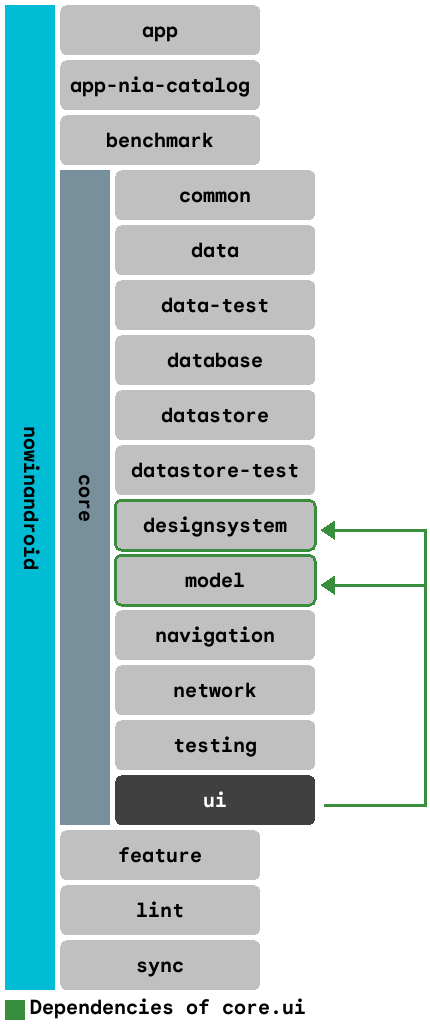 nowinandroid
app
app-nia-catalog
benchmark
core
common
data
data-test
database
datastore
datastore-test
designsystem
model
navigation
network
testing
ui
feature
lint
sync
Dependencies of core.ui